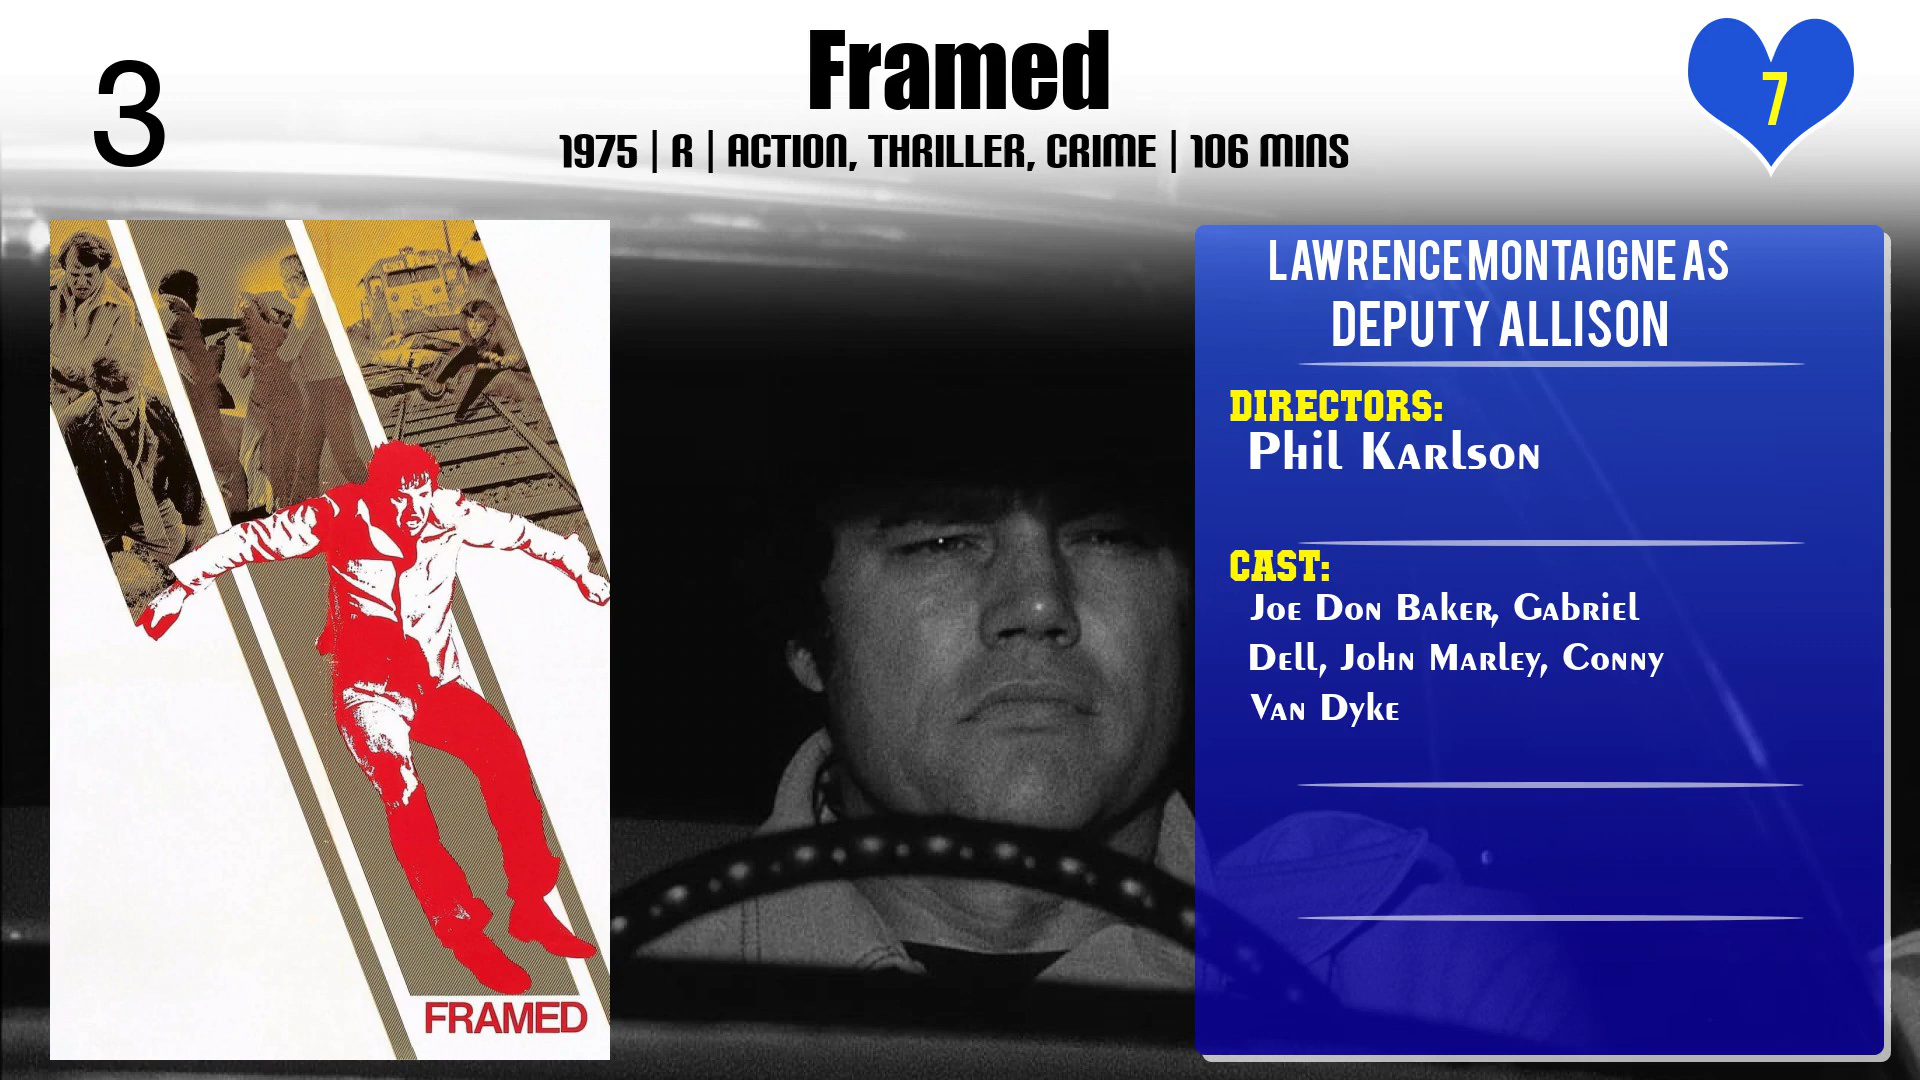 3
Framed
7
1975 | R | ACTION, THRILLER, CRIME | 106 MINS
LAWRENCE MONTAIGNE AS
DEPUTY ALLISON
DIRECTORS:
Phil Karlson
CAST:
Joe Don Baker, Gabriel
Dell, John Marley, Conny
Van Dyke
FRAMED